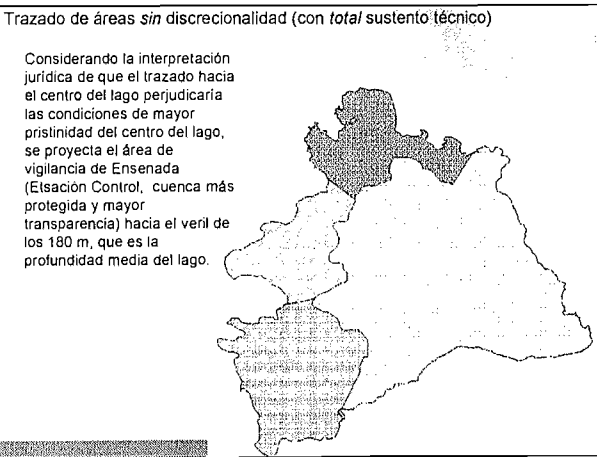 Trazado de áreas sin discrecionalidad (con total sustento técnico)
Considerando la interpretación
jurídica de que el trazado hacia
el centro del lago perjudicaría
las condiciones de mayor
pristinidad del centro del lago,
se proyecta el área de
vigilancia de Ensenada
(Elsación Control, cuenca más
protegida y mayor
transparencia) hacia el veril de
los 180 m, que es la
profundidad media del lago.